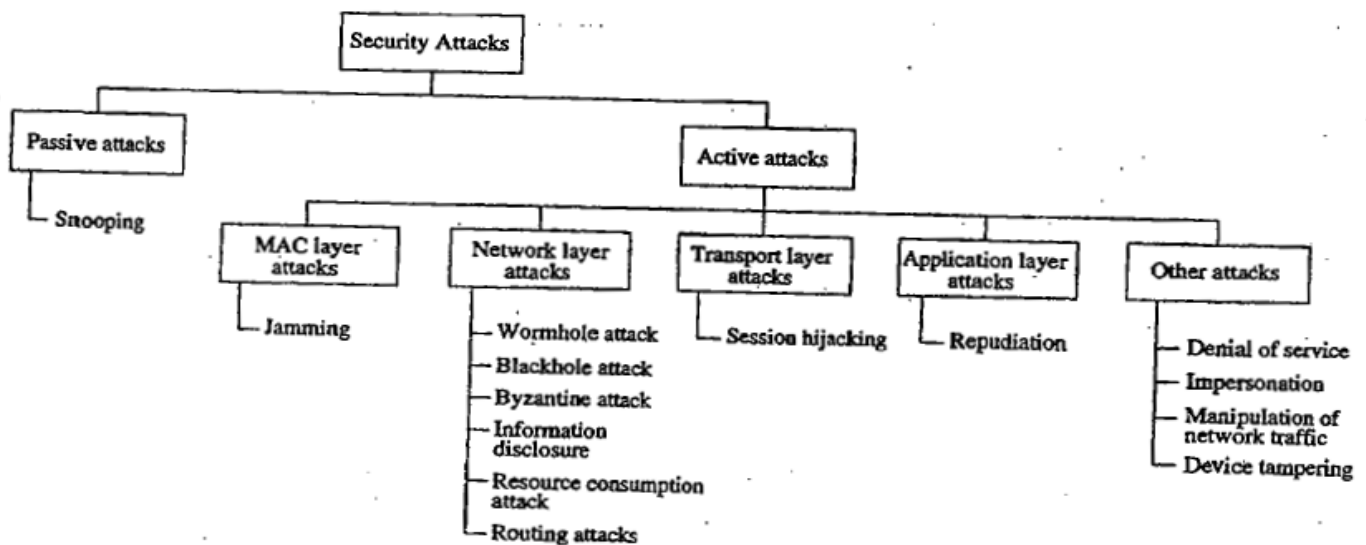 Security Attacks
Passive attacks
Active attacks
Snooping
MAC layer
attacks
Network layer
attacks
Transport layer
attacks
Application layer
attacks
Other attacks
Jamming
Wormhole attack
Blackhole attack
Byzantine attack
Information
disclosure
Resource consumption
attack
Routing attacks
Session hijacking
Repudiation
Denial of service
Impersonation
Manipulation of
network traffic
Device tampering